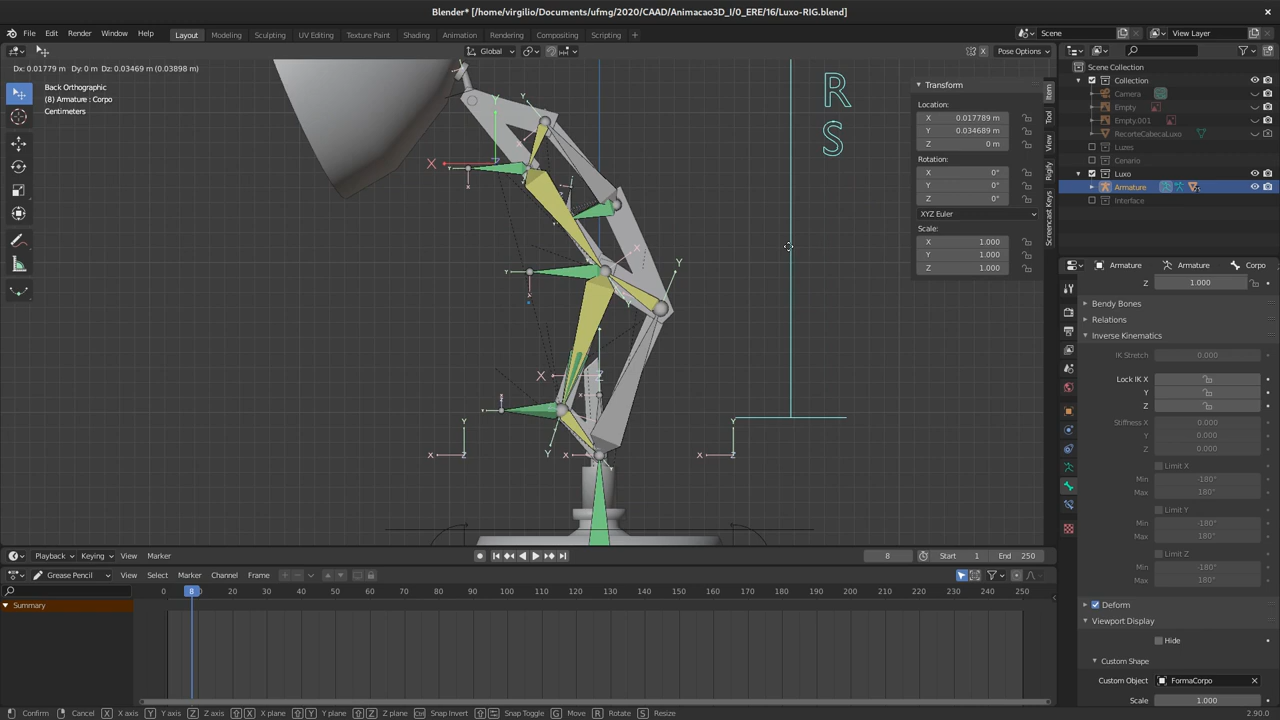 Blender* [/home/virgilio/Documents/ufmg/2020/CAAD/Animacao3D_I/0_ERE/16/Luxo-RIG.blend]
File Edit Render Window Help Layout Modeling Sculpting UV Editing Texture Paint Shading Animation Rendering Compositing Scripting + Scene View Layer
Global Pose Options
Dx: 0.01779 m Dy: 0 m Dz: 0.03469 m (0.03898 m)
Back Orthographic
(8) Armature : Corpo
Centimeters
R
S
Transform
Location:
X 0.017789 m
Y 0.034689 m
Z 0 m
Rotation:
X 0°
Y 0°
Z 0°
XYZ Euler
Scale:
X 1.000
Y 1.000
Z 1.000
Item
Tool
View
Rigify
Screencast Keys
Scene Collection
Collection
Camera
Empty
Empty.001
RecorteCabecaLuxo
Luzes
Cenario
Luxo
Armature
Interface
Armature Armature Corpo
Z 1.000
Bendy Bones
Relations
Inverse Kinematics
IK Stretch 0.000
Lock IK X
Y
Z
Stiffness X 0.000
Y 0.000
Z 0.000
Limit X
Min -180°
Max 180°
Limit Y
Min -180°
Max 180°
Limit Z
Min -180°
Max 180°
Deform
Viewport Display
Hide
Custom Shape
Custom Object FormaCorpo
Scale 1.000
Playback Keying View Marker 8 Start 1 End 250
Grease Pencil View Select Marker Channel Frame
0 8 20 30 40 50 60 70 80 90 100 110 120 130 140 150 160 170 180 190 200 210 220 230 240 250
Summary
Confirm Cancel X X axis Y Y axis Z Z axis X X plane Y Y plane Z Z plane Snap Invert Snap Toggle G Move R Rotate S Resize 2.90.0